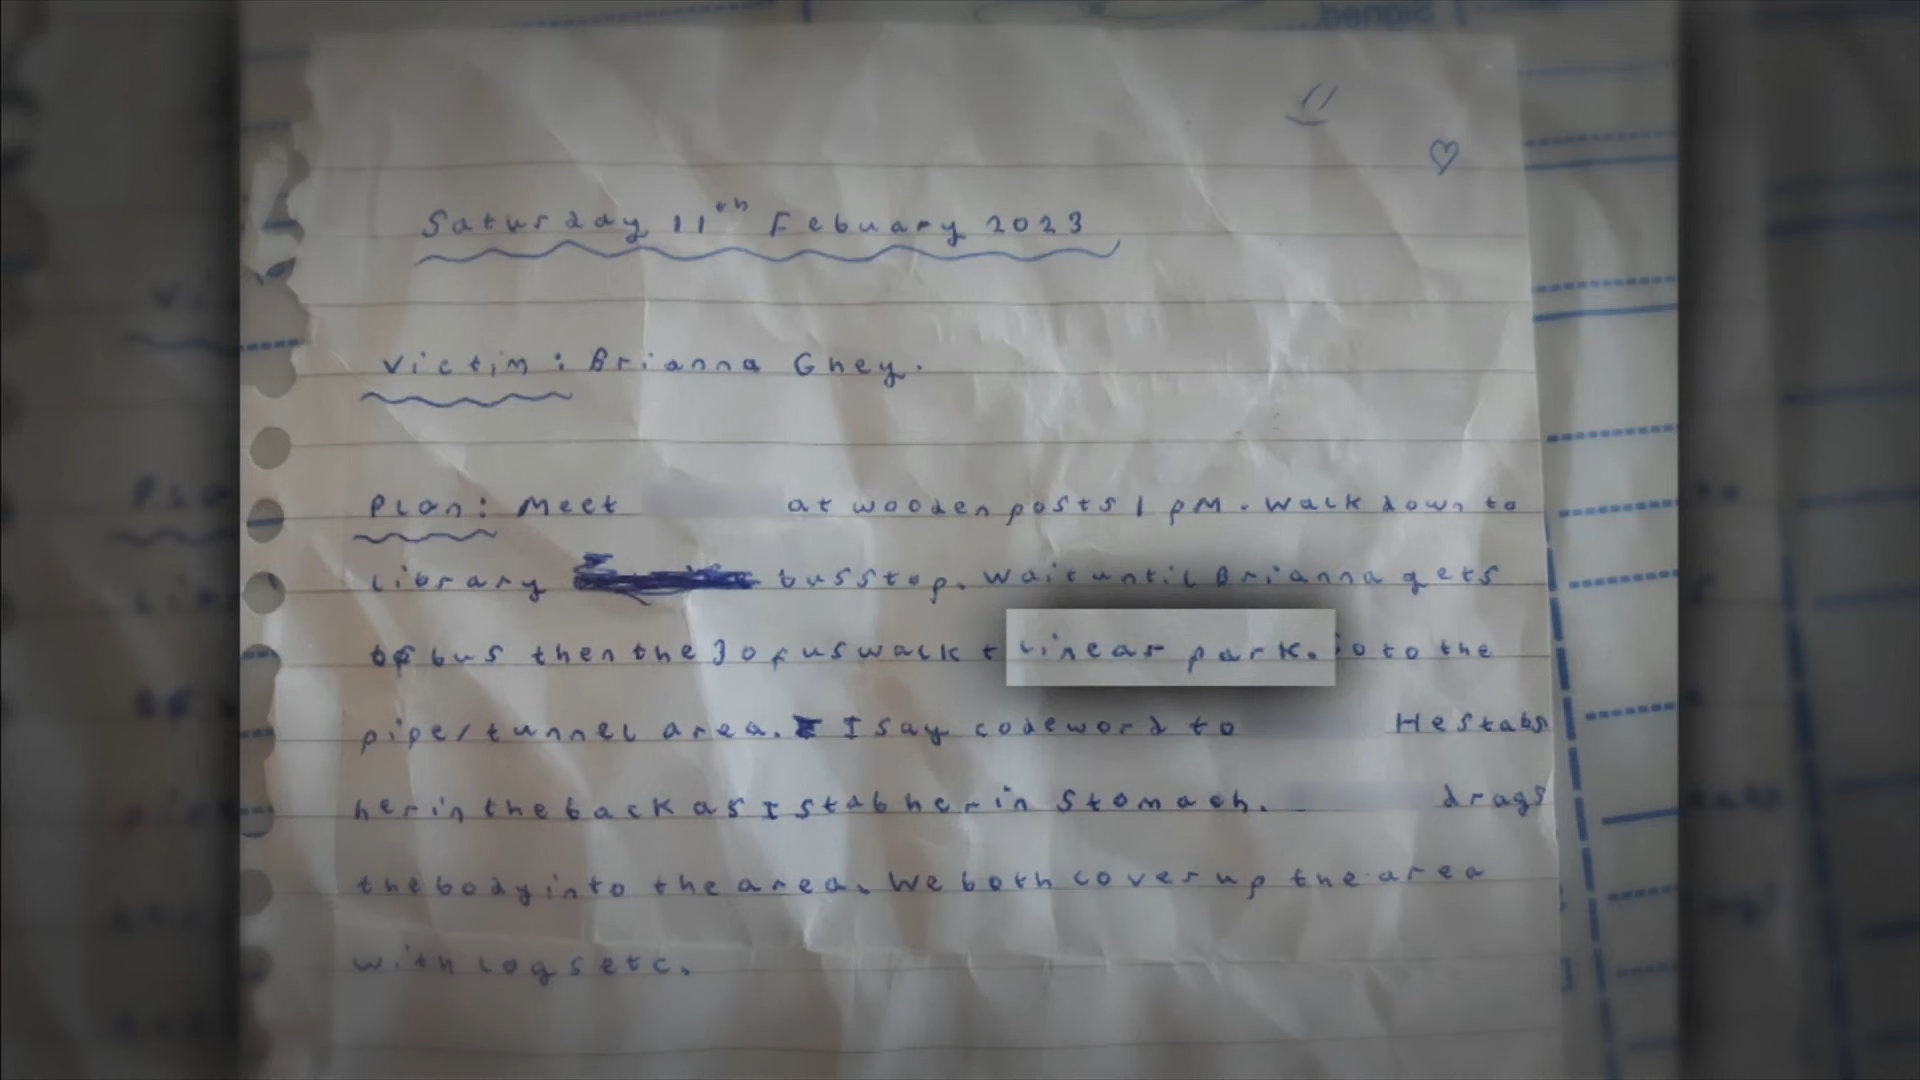 Saturday 11th Febuary 2023
Victim: Brianna Ghey.
Plan: Meet at wooden posts 1 pm. Walk down to
library bus stop. Wait until Brianna gets
of bus then the 3 of us walk t linear park. go to the
pipe/tunnel area. I say codeword to He stabs
her in the back as I stab her in stomach. drags
the body into the area. We both cover up the area
with logs etc.